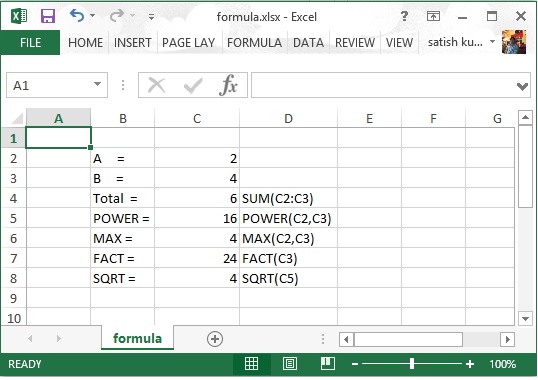 formula.xlsx - Excel
FILE HOME INSERT PAGE LAY FORMULA DATA REVIEW VIEW satish ku...
A1 fx
A B C D E F G
1
2 A = 2
3 B = 4
4 Total = 6 SUM(C2:C3)
5 POWER = 16 POWER(C2,C3)
6 MAX = 4 MAX(C2,C3)
7 FACT = 24 FACT(C3)
8 SQRT = 4 SQRT(C5)
9
10
formula
READY 100%